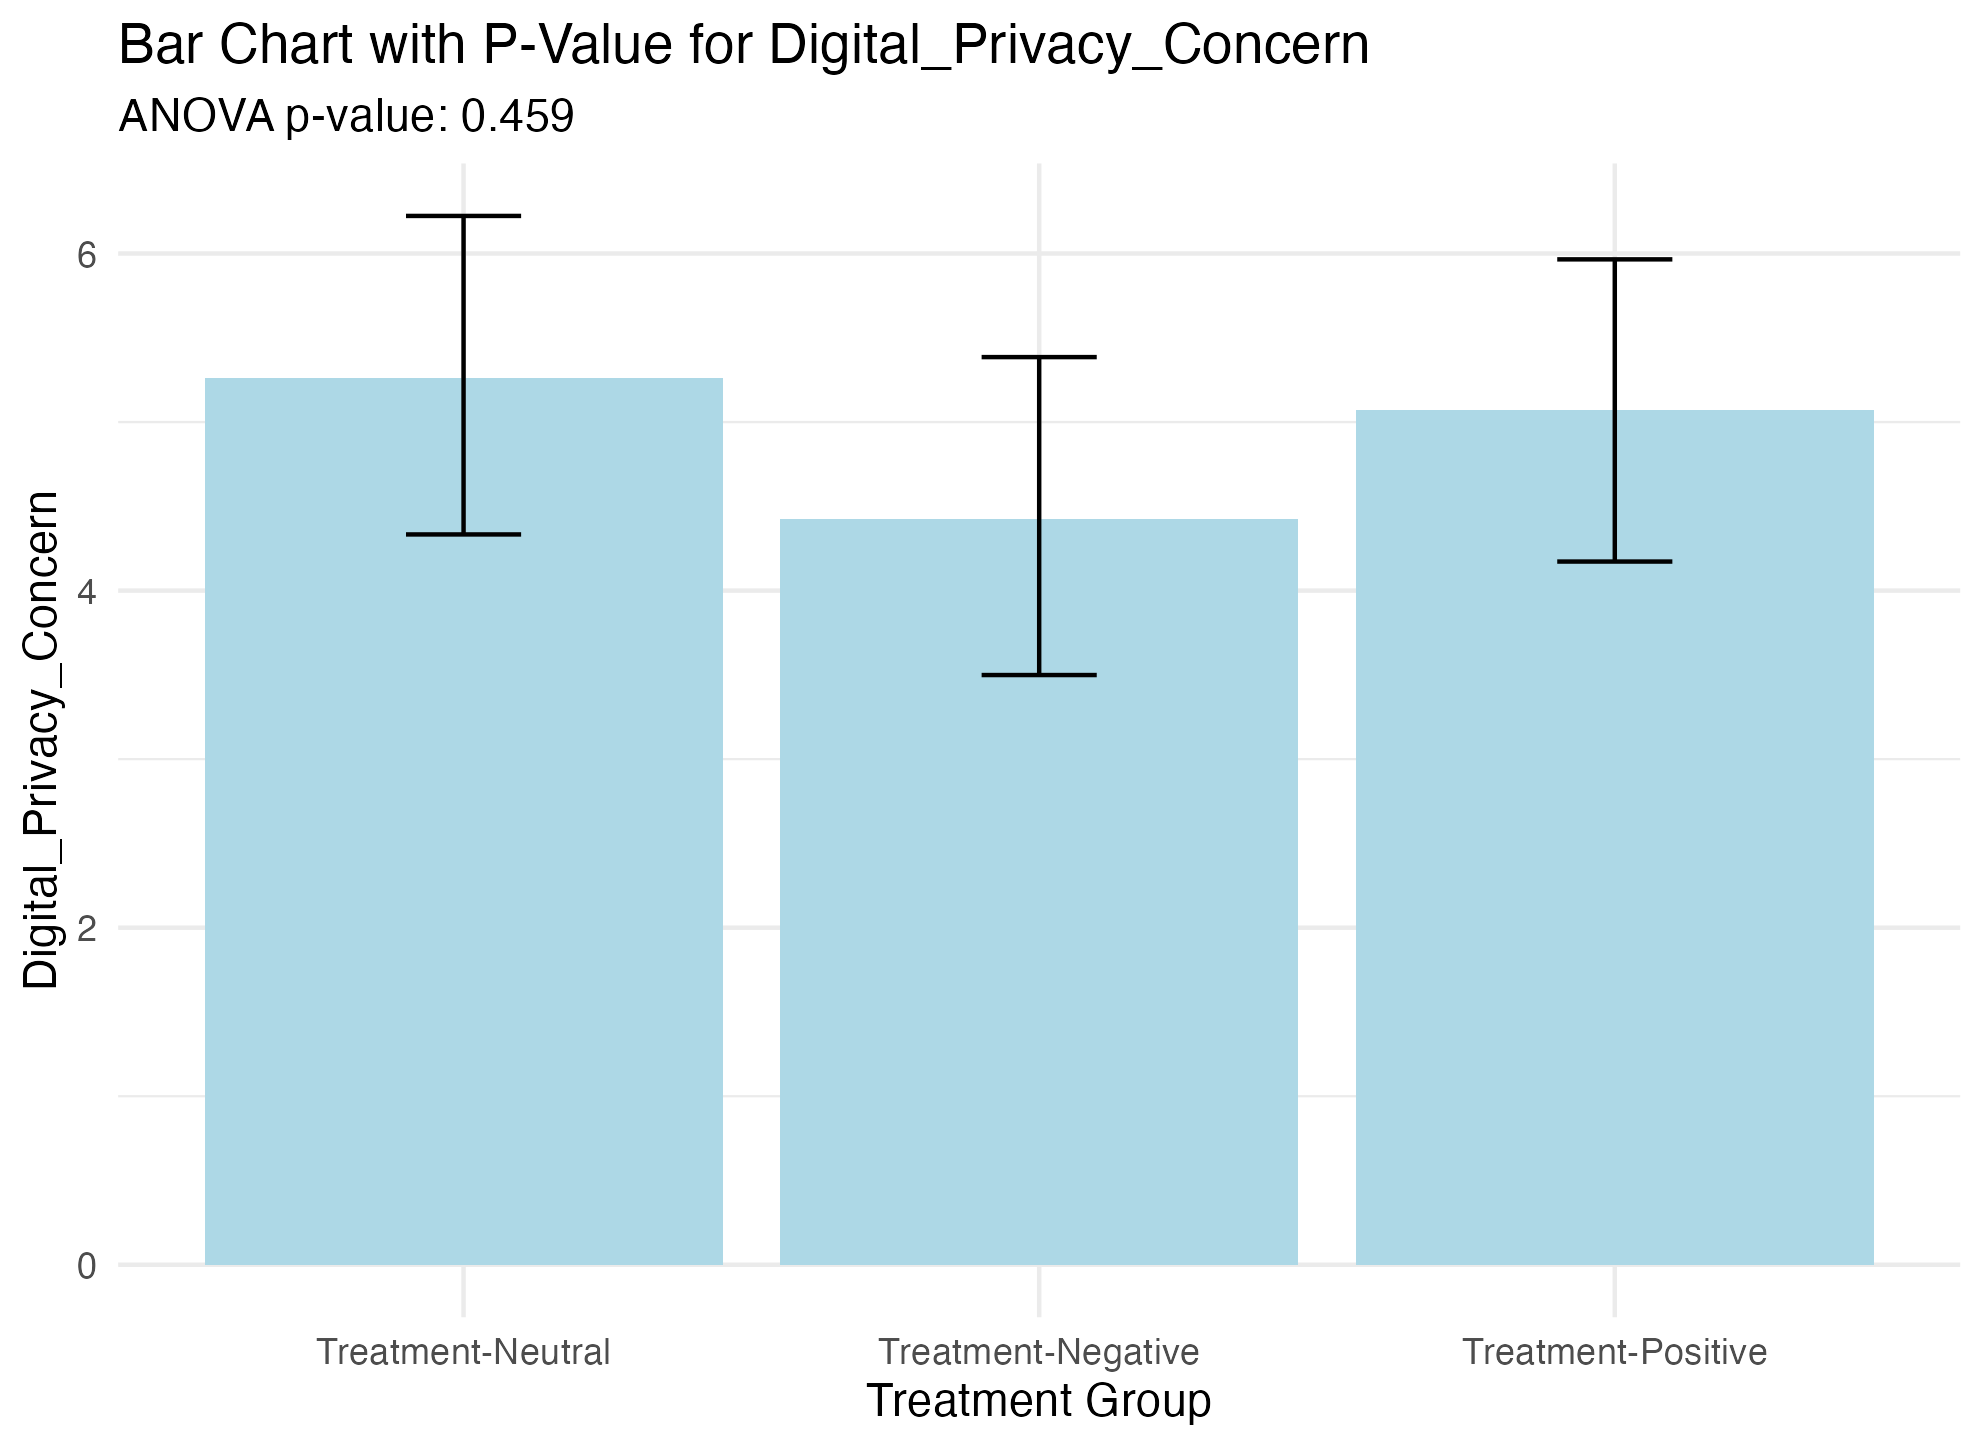 Bar Chart with P-Value for Digital_Privacy_Concern
ANOVA p-value: 0.459
Digital_Privacy_Concern
6
4
2
0
Treatment-Neutral
Treatment-Negative
Treatment-Positive
Treatment Group